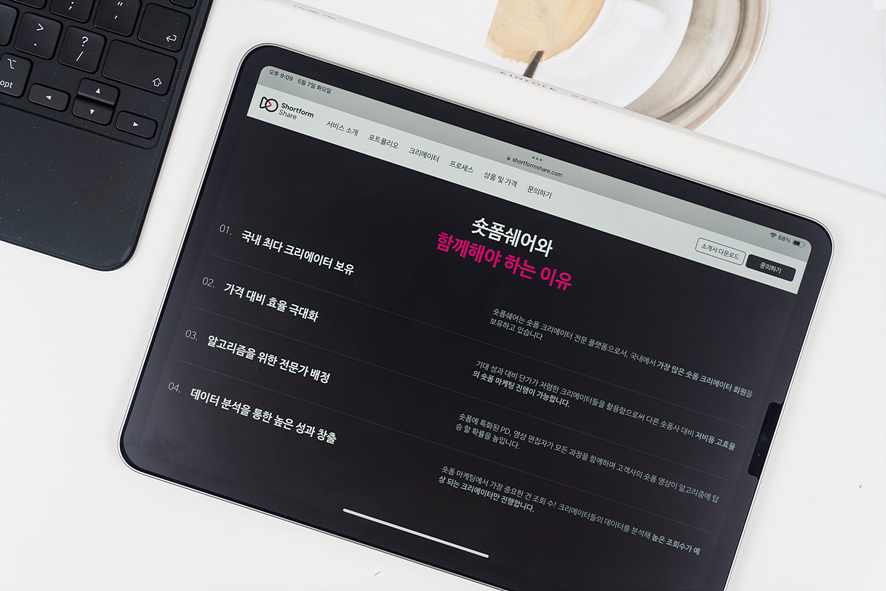 오후 9:09 5월 7일 화요일
68%
shortformshare.com
Shortform
Share
서비스 소개 포트폴리오 크리에이터 프로세스 상품 및 가격 문의하기
소개서 다운로드 문의하기
숏폼쉐어와
함께해야 하는 이유
01. 국내 최다 크리에이터 보유
숏폼쉐어는 숏폼 크리에이터 전문 플랫폼으로서, 국내에서 가장 많은 숏폼 크리에이터 회원을
보유하고 있습니다
02. 가격 대비 효율 극대화
기대 성과 대비 단가가 저렴한 크리에이터들을 활용함으로써 다른 숏폼사 대비 저비용 고효율
의 숏폼 마케팅 진행이 가능합니다.
03. 알고리즘을 위한 전문가 배정
숏폼에 특화된 PD, 영상 편집자가 모든 과정을 함께하며 고객사의 숏폼 영상이 알고리즘에 탑
승 할 확률을 높입니다.
04. 데이터 분석을 통한 높은 성과 창출
숏폼 마케팅에서 가장 중요한 건 조회 수! 크리에이터들의 데이터를 분석해 높은 조회수가 예
상 되는 크리에이터만 진행합니다.
opt
>
.
?
/